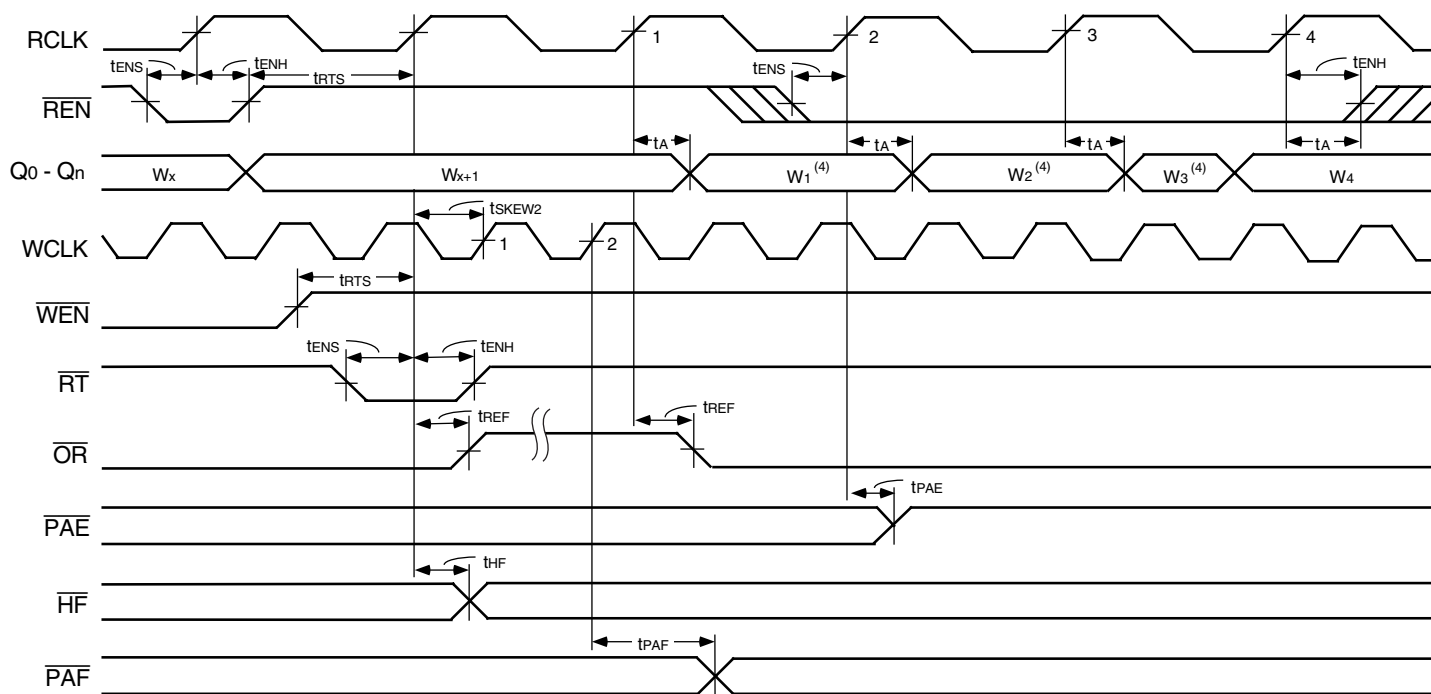 RCLK
1
2
3
4
tENS
tENH
tRTS
tENS
tENH
REN
tA
tA
tA
tA
Q0 - Qn
Wx
Wx+1
W1(4)
W2(4)
W3(4)
W4
tSKEW2
WCLK
1
2
tRTS
WEN
tENS
tENH
RT
tREF
tREF
OR
tPAE
PAE
tHF
HF
tPAF
PAF